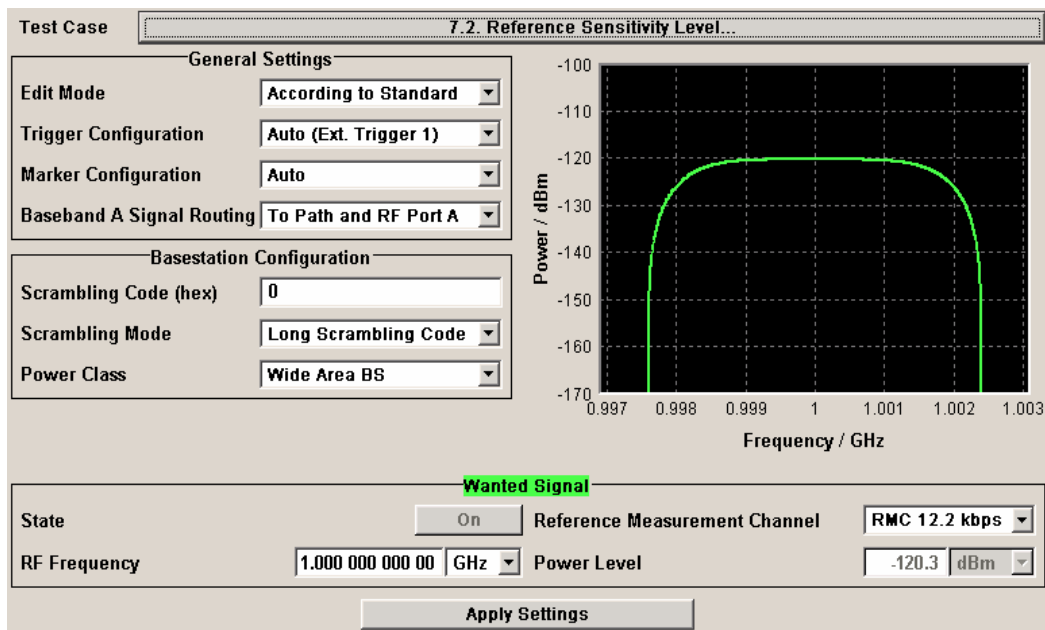 Test Case 7.2. Reference Sensitivity Level...
General Settings
Edit Mode According to Standard
Trigger Configuration Auto (Ext. Trigger 1)
Marker Configuration Auto
Baseband A Signal Routing To Path and RF Port A
Basestation Configuration
Scrambling Code (hex) 0
Scrambling Mode Long Scrambling Code
Power Class Wide Area BS
Power / dBm
-100
-110
-120
-130
-140
-150
-160
-170
0.997 0.998 0.999 1 1.001 1.002 1.003
Frequency / GHz
Wanted Signal
State On Reference Measurement Channel RMC 12.2 kbps
RF Frequency 1.000 000 000 00 GHz Power Level -120.3 dBm
Apply Settings